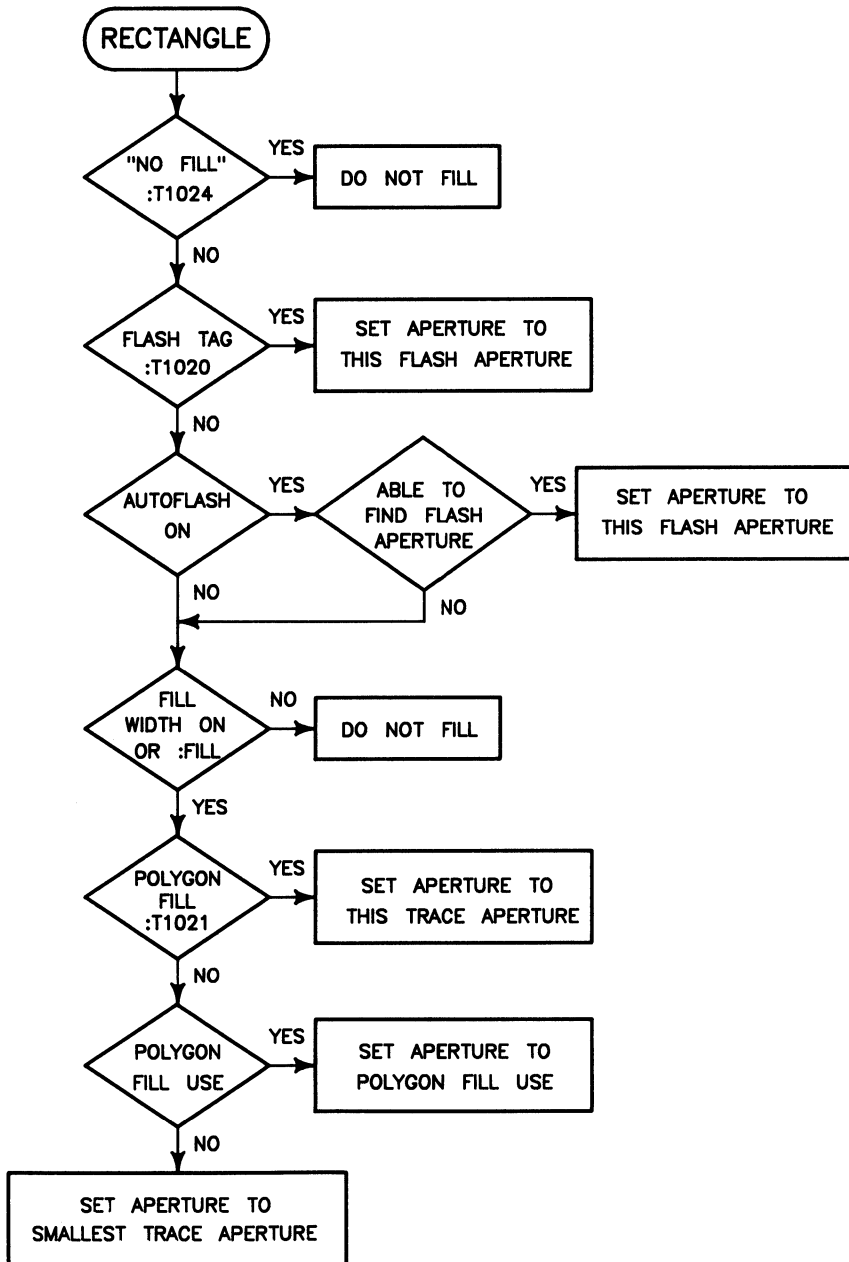 RECTANGLE
"NO FILL"
:T1024
YES
DO NOT FILL
NO
FLASH TAG
:T1020
YES
SET APERTURE TO
THIS FLASH APERTURE
NO
AUTOFLASH
ON
YES
ABLE TO
FIND FLASH
APERTURE
YES
SET APERTURE TO
THIS FLASH APERTURE
NO
NO
FILL
WIDTH ON
OR :FILL
NO
DO NOT FILL
YES
POLYGON
FILL
:T1021
YES
SET APERTURE TO
THIS TRACE APERTURE
NO
POLYGON
FILL USE
YES
SET APERTURE TO
POLYGON FILL USE
NO
SET APERTURE TO
SMALLEST TRACE APERTURE